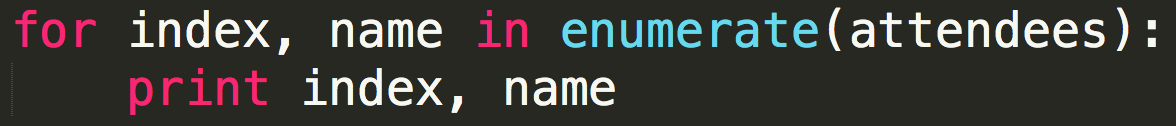 for index, name in enumerate(attendees):
    print index, name